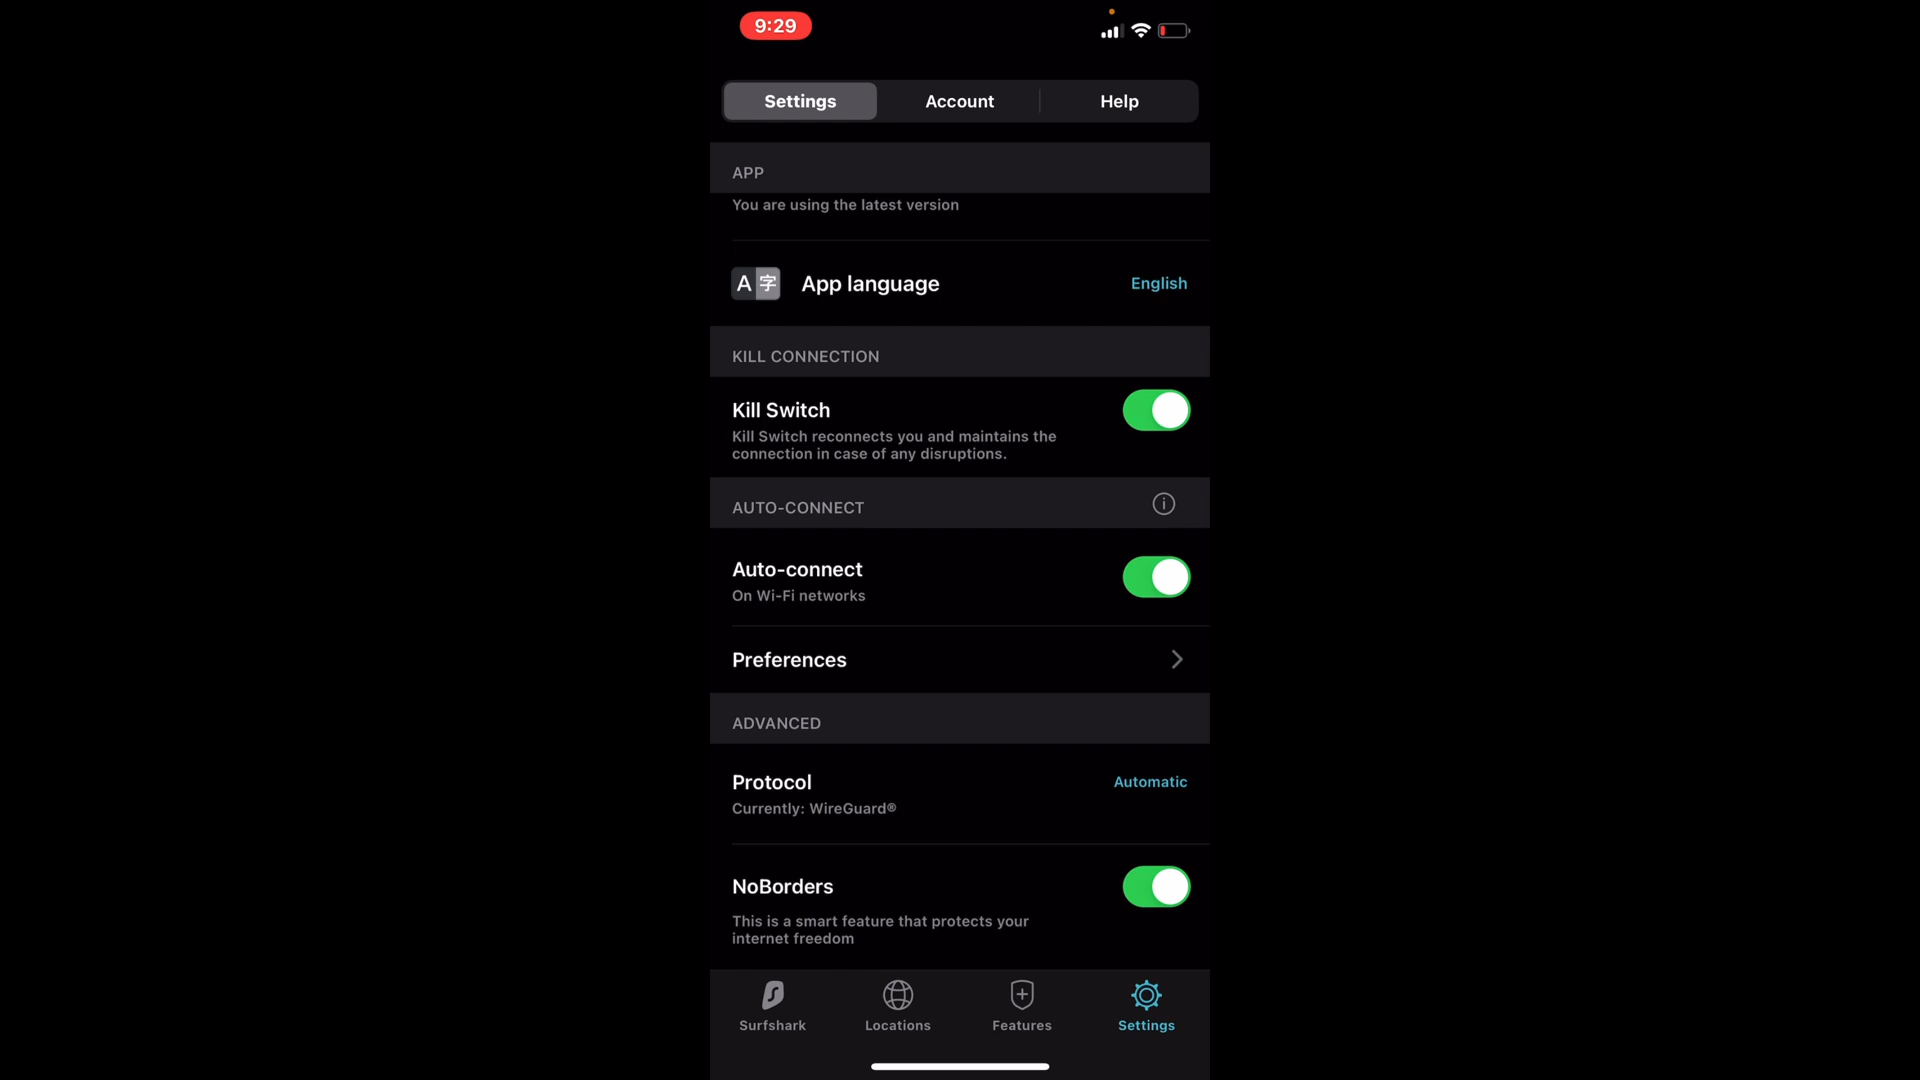 9:29
Settings
Account
Help
APP
You are using the latest version
A字
App language
English
KILL CONNECTION
Kill Switch
Kill Switch reconnects you and maintains the
connection in case of any disruptions.
AUTO-CONNECT
Auto-connect
On Wi-Fi networks
Preferences
ADVANCED
Protocol
Automatic
Currently: WireGuard®
NoBorders
This is a smart feature that protects your
internet freedom
Surfshark
Locations
Features
Settings